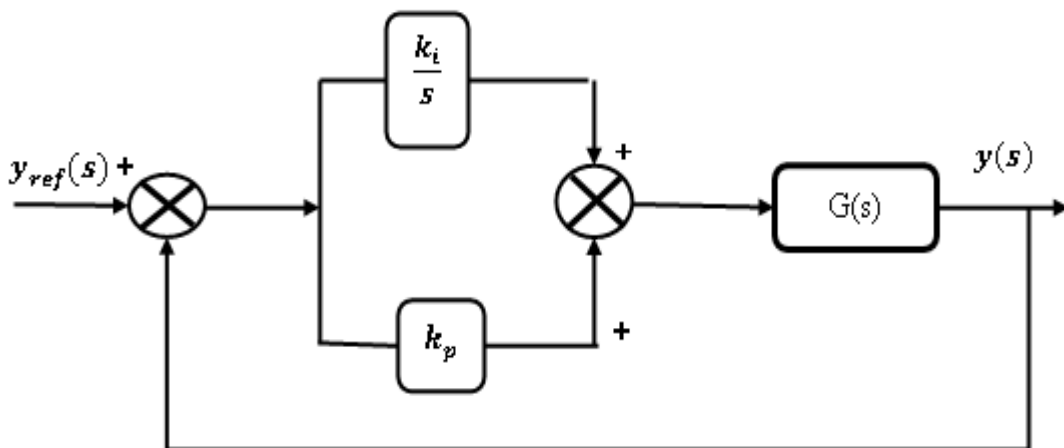 k_i
s
y_ref(s) +
+
G(s)
y(s)
k_p
+